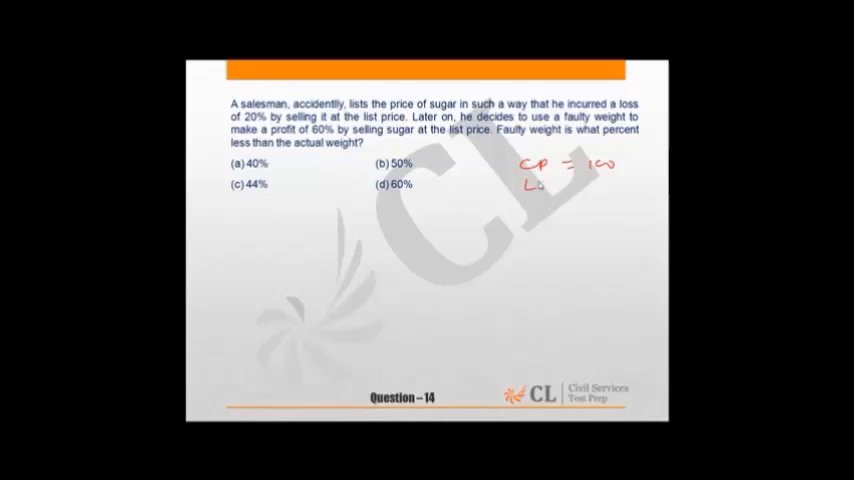 A salesman, accidentlly, lists the price of sugar in such a way that he incurred a loss
of 20% by selling it at the list price. Later on, he decides to use a faulty weight to
make a profit of 60% by selling sugar at the list price. Faulty weight is what percent
less than the actual weight?
(a) 40% (b) 50%
CP = 100
(c) 44% (d) 60%
L
CL
Question – 14
CL Civil Services
Test Prep